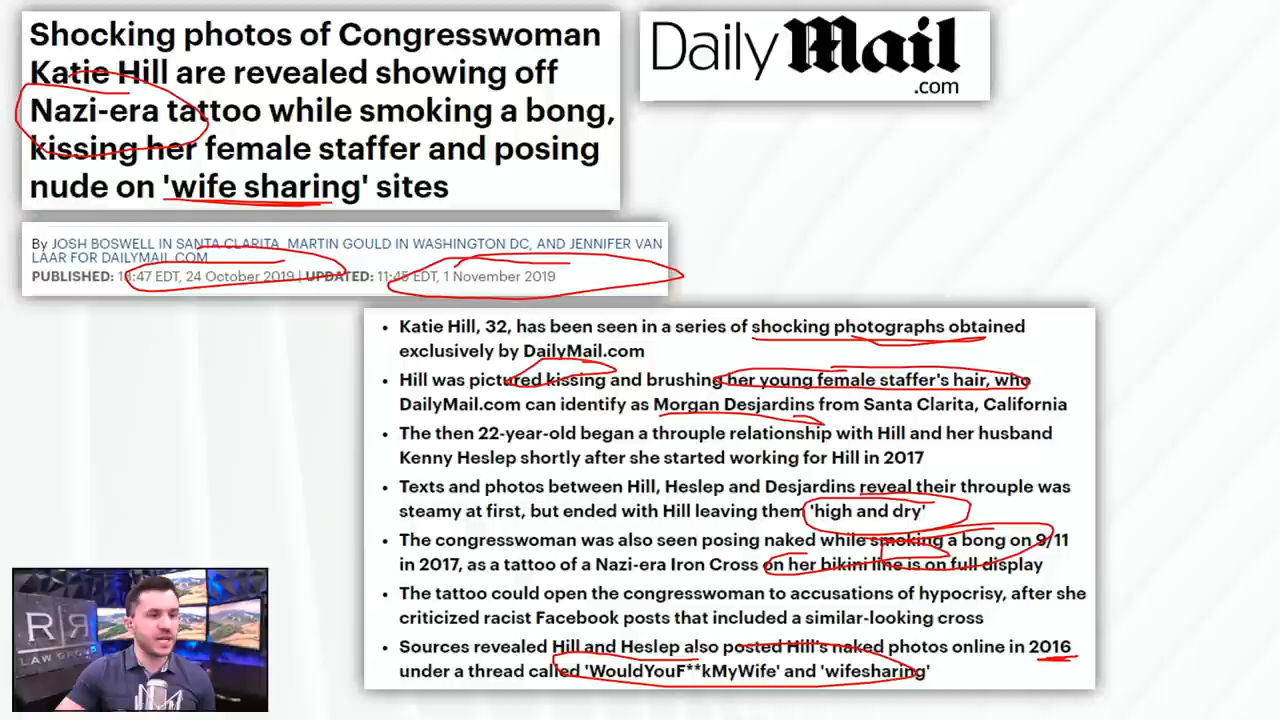 Shocking photos of Congresswoman
Katie Hill are revealed showing off
Nazi-era tattoo while smoking a bong,
kissing her female staffer and posing
nude on 'wife sharing' sites
Daily Mail
.com
By JOSH BOSWELL IN SANTA CLARITA, MARTIN GOULD IN WASHINGTON DC, AND JENNIFER VAN
LAAR FOR DAILYMAIL.COM
PUBLISHED: 13:47 EDT, 24 October 2019 | UPDATED: 11:45 EDT, 1 November 2019
• Katie Hill, 32, has been seen in a series of shocking photographs obtained
exclusively by DailyMail.com
• Hill was pictured kissing and brushing her young female staffer's hair, who
DailyMail.com can identify as Morgan Desjardins from Santa Clarita, California
• The then 22-year-old began a throuple relationship with Hill and her husband
Kenny Heslep shortly after she started working for Hill in 2017
• Texts and photos between Hill, Heslep and Desjardins reveal their throuple was
steamy at first, but ended with Hill leaving them 'high and dry'
• The congresswoman was also seen posing naked while smoking a bong on 9/11
in 2017, as a tattoo of a Nazi-era Iron Cross on her bikini line is on full display
• The tattoo could open the congresswoman to accusations of hypocrisy, after she
criticized racist Facebook posts that included a similar-looking cross
• Sources revealed Hill and Heslep also posted Hill's naked photos online in 2016
under a thread called 'WouldYouF**kMyWife' and 'wifesharing'
R R
LAW GROUP